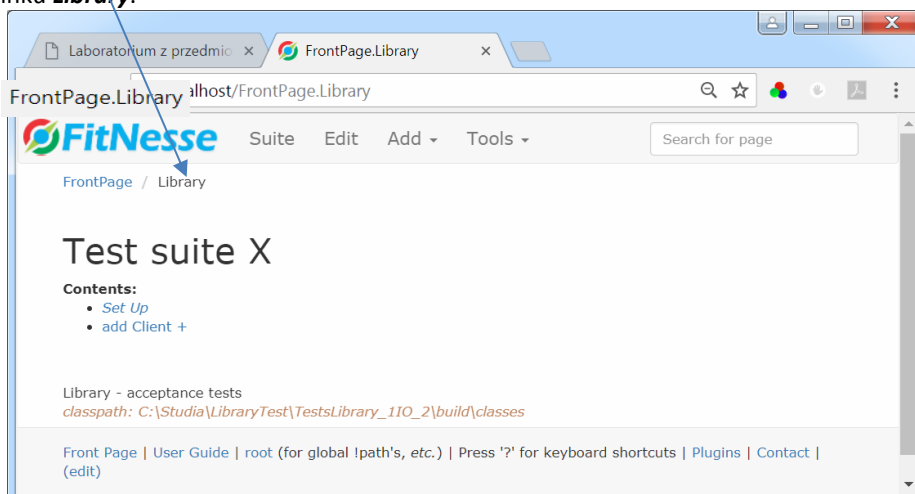 Library.
Laboratorium z przedmio
FrontPage.Library
FrontPage.Library
alhost/FrontPage.Library
FitNesse Suite Edit Add Tools Search for page
FrontPage / Library
Test suite X
Contents:
• Set Up
• add Client +
Library - acceptance tests
classpath: C:\Studia\LibraryTest\TestsLibrary_1IO_2\build\classes
Front Page | User Guide | root (for global !path's, etc.) | Press '?' for keyboard shortcuts | Plugins | Contact |
(edit)